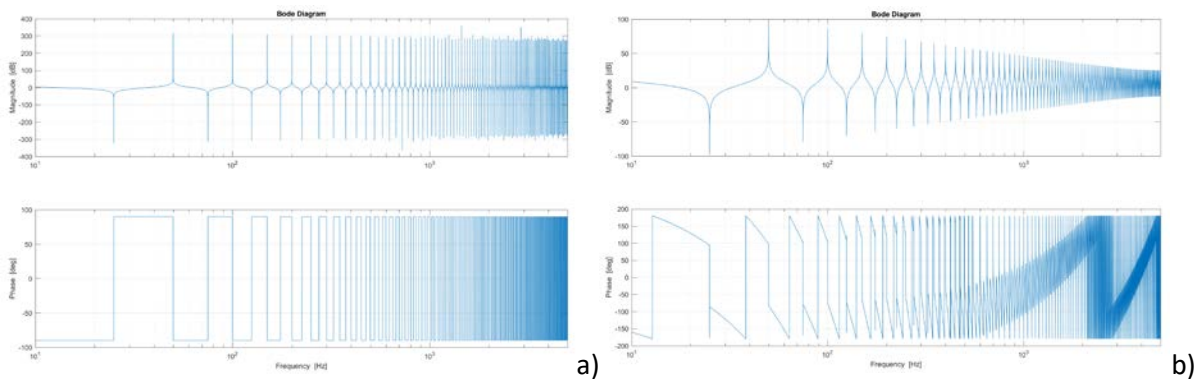 Bode Diagram
400
300
200
100
0
-100
-200
-300
-400
Magnitude [dB]
10¹ 10² 10³
100
50
0
-50
-100
Phase [deg]
10¹ 10² 10³
Frequency [Hz]
a)
Bode Diagram
100
50
0
-50
-100
Magnitude [dB]
10¹ 10² 10³
200
150
100
50
0
-50
-100
-150
-200
Phase [deg]
10¹ 10² 10³
Frequency [Hz]
b)